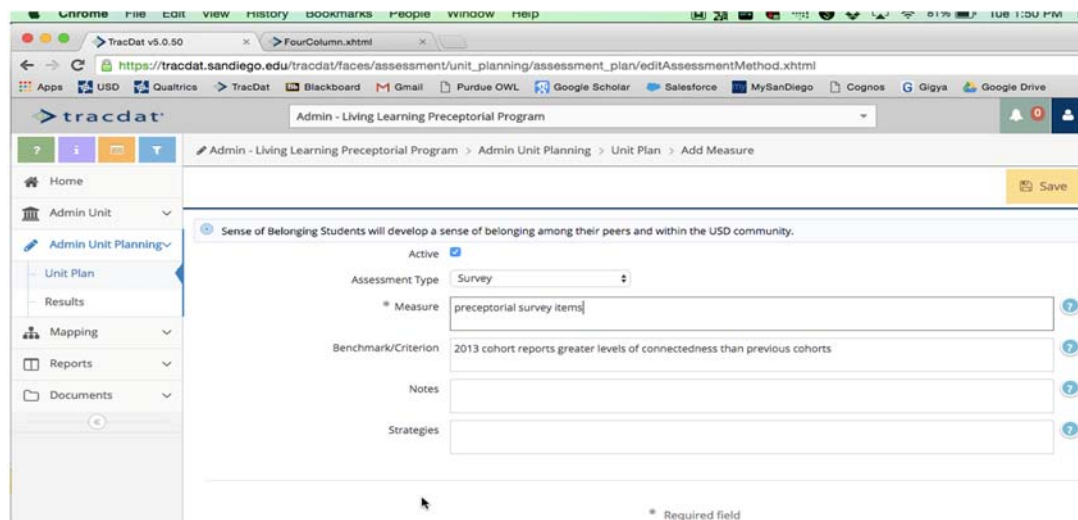 Chrome File Edit View History Bookmarks People Window Help 81% Tue 1:50 PM
TracDat v5.0.50 × FourColumn.xhtml ×
https://tracdat.sandiego.edu/tracdat/faces/assessment/unit_planning/assessment_plan/editAssessmentMethod.xhtml
Apps USD Qualtrics TracDat Blackboard Gmail Purdue OWL Google Scholar Salesforce MySanDiego Cognos Gigya Google Drive
tracdat Admin - Living Learning Preceptorial Program 0
? i Admin - Living Learning Preceptorial Program > Admin Unit Planning > Unit Plan > Add Measure
Home
Save
Admin Unit
Sense of Belonging Students will develop a sense of belonging among their peers and within the USD community.
Admin Unit Planning
Active
Unit Plan
Assessment Type Survey
Results
* Measure preceptorial survey items ?
Mapping
Benchmark/Criterion 2013 cohort reports greater levels of connectedness than previous cohorts ?
Reports
Notes ?
Documents
Strategies ?
* Required field